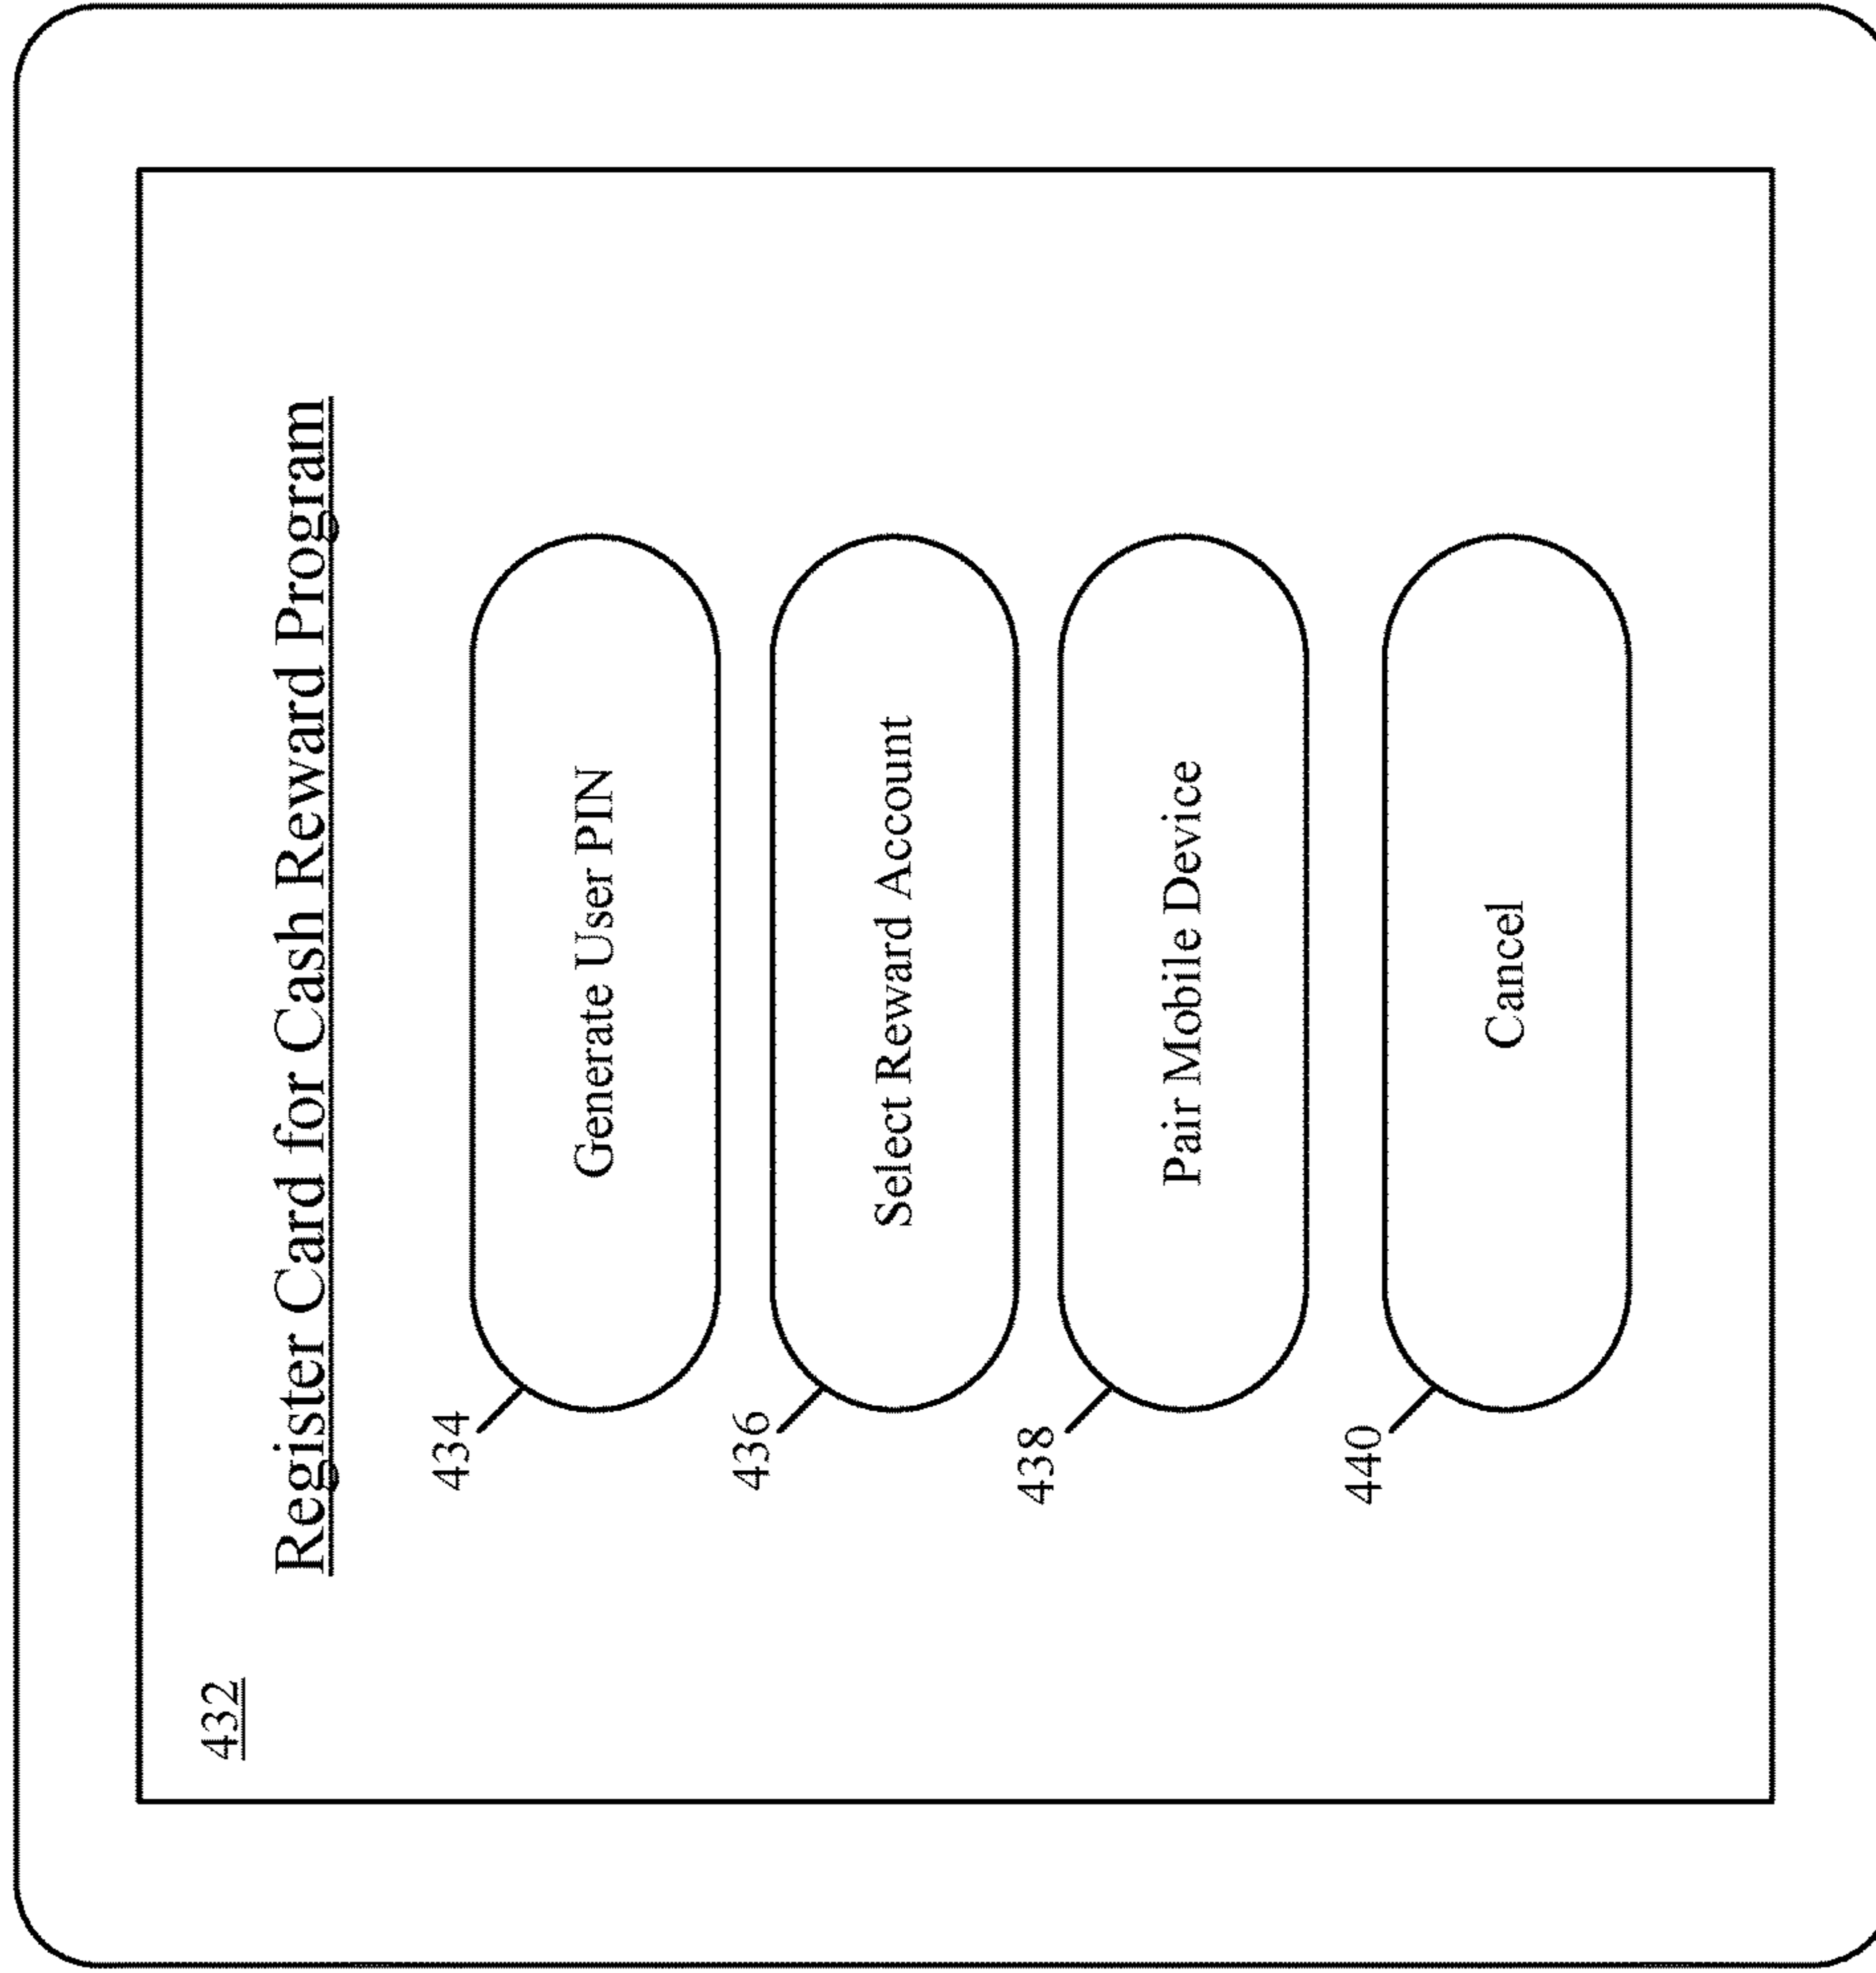 432
Register Card for Cash Reward Program
434
Generate User PIN
436
Select Reward Account
438
Pair Mobile Device
440
Cancel